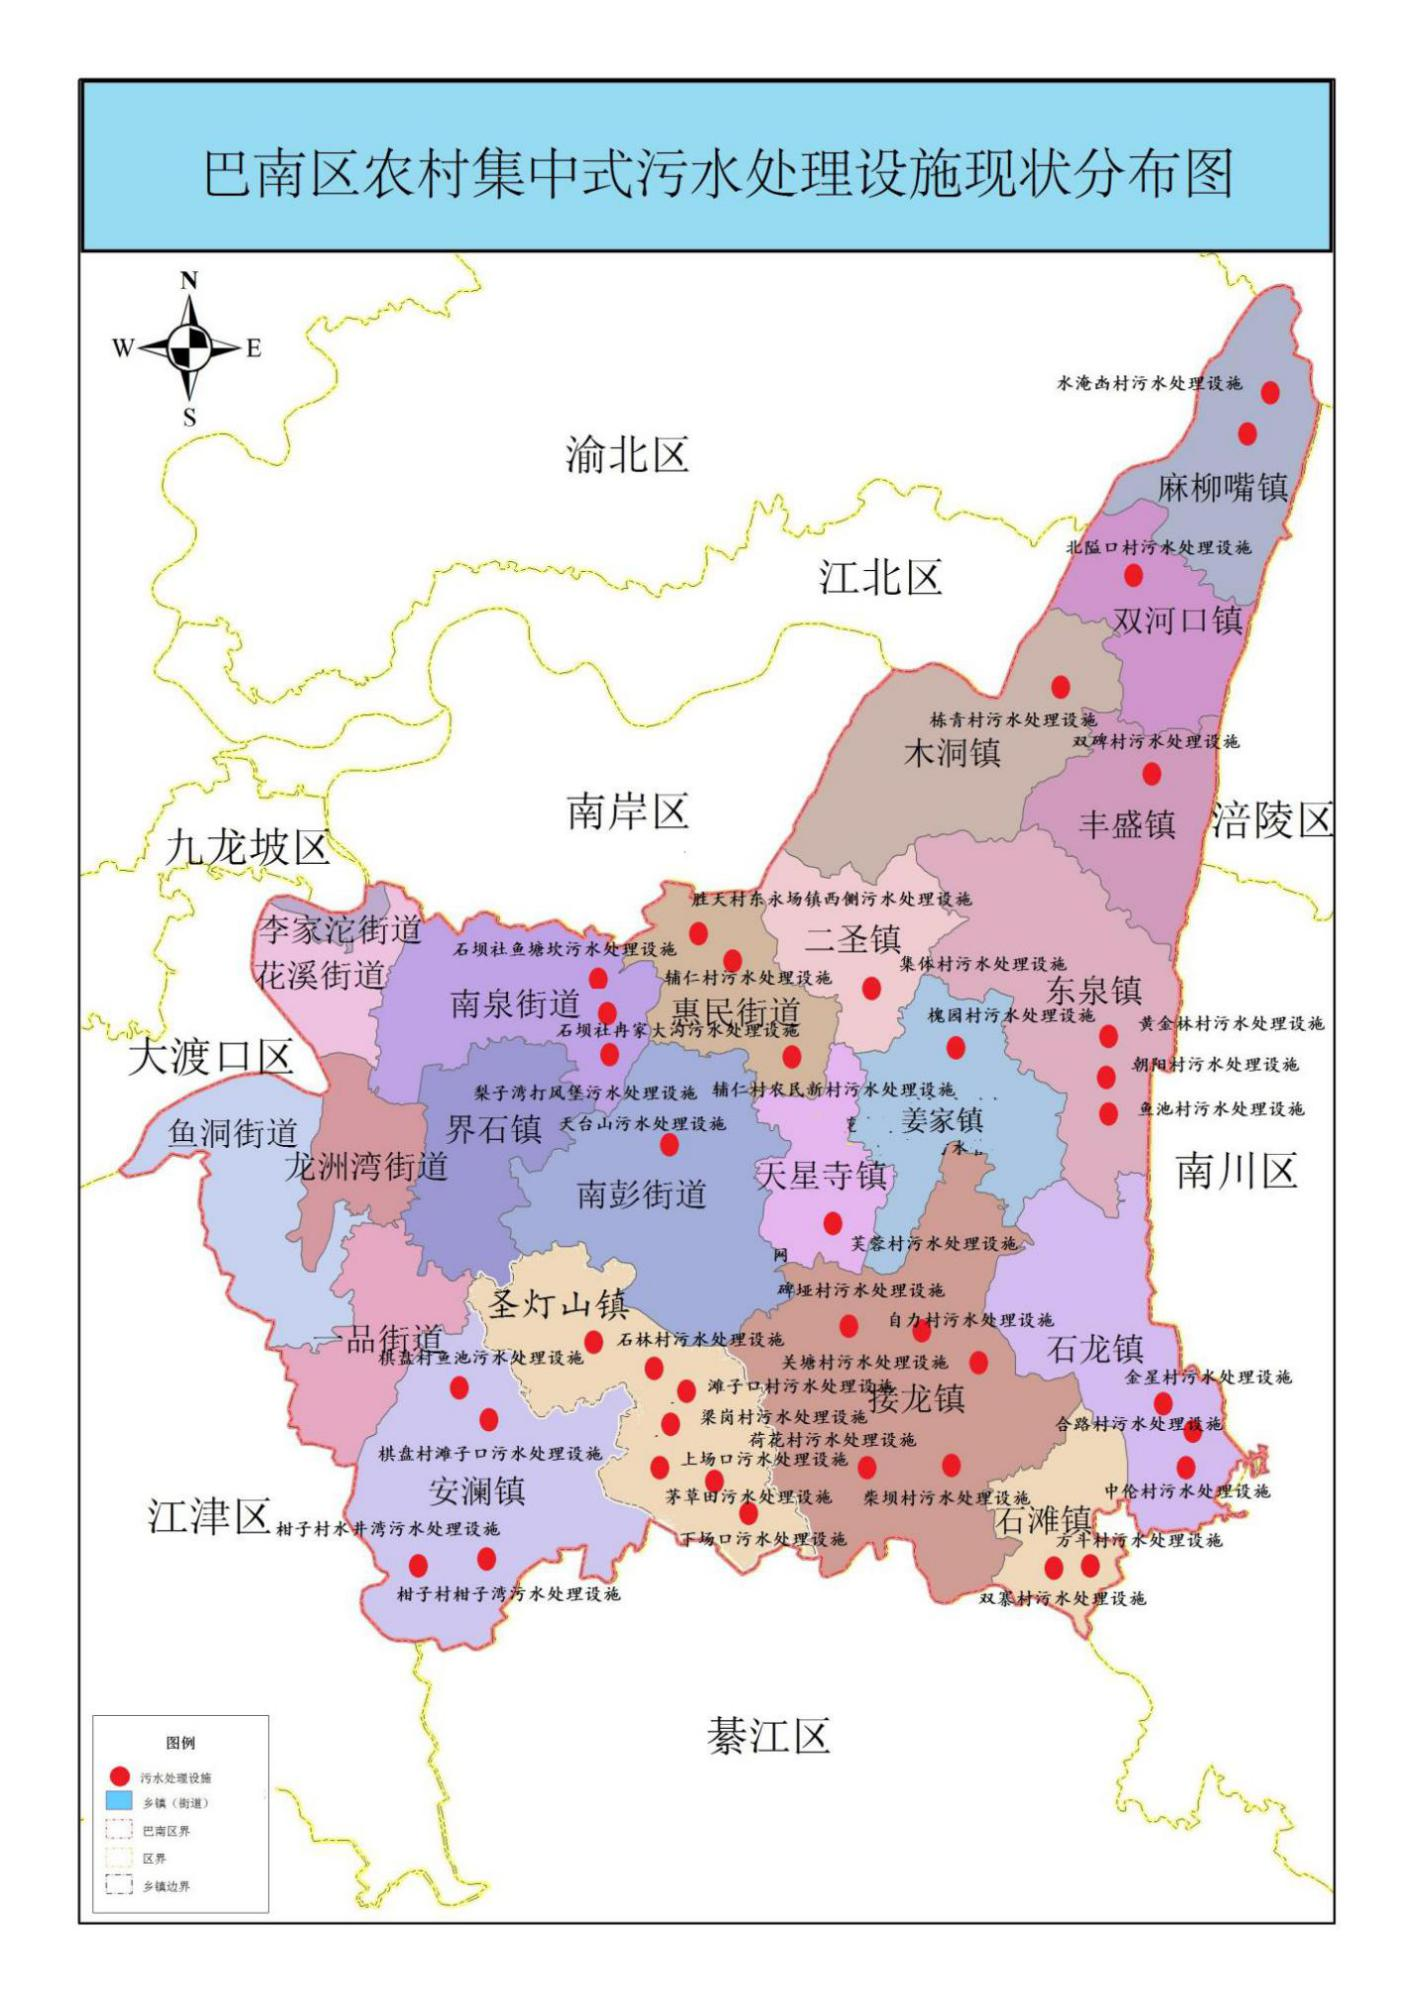 巴南区农村集中式污水处理设施现状分布图
N
W
E
S
水淹凼村污水处理设施
渝北区
麻柳嘴镇
北隘口村污水处理设施
江北区
双河口镇
栋青村污水处理设施
双碑村污水处理设施
木洞镇
南岸区
丰盛镇
涪陵区
九龙坡区
胜天村东永场镇西侧污水处理设施
李家沱街道
二圣镇
石坝社鱼塘坎污水处理设施
集体村污水处理设施
花溪街道
辅仁村污水处理设施
东泉镇
南泉街道
惠民街道
槐园村污水处理设施
黄金林村污水处理设施
石坝社冉家大沟污水处理设施
大渡口区
朝阳村污水处理设施
梨子湾打风堡污水处理设施
辅仁村农民新村污水处理设施
鱼池村污水处理设施
鱼洞街道
界石镇
天台山污水处理设施
姜家镇
龙洲湾街道
水
天星寺镇
南川区
南彭街道
芙蓉村污水处理设施
网
碑垭村污水处理设施
圣灯山镇
自力村污水处理设施
一品街道
石林村污水处理设施
石龙镇
棋盘村鱼池污水处理设施
关塘村污水处理设施
金星村污水处理设施
滩子口村污水处理设施
接龙镇
梁岗村污水处理设施
合路村污水处理设施
荷花村污水处理设施
棋盘村滩子口污水处理设施
上场口污水处理设施
安澜镇
茅草田污水处理设施
柴坝村污水处理设施
中伦村污水处理设施
江津区
柑子村水井湾污水处理设施
石滩镇
下场口污水处理设施
万斗村污水处理设施
柑子村柑子湾污水处理设施
双寨村污水处理设施
綦江区
图例
污水处理设施
乡镇（街道）
巴南区界
区界
乡镇边界